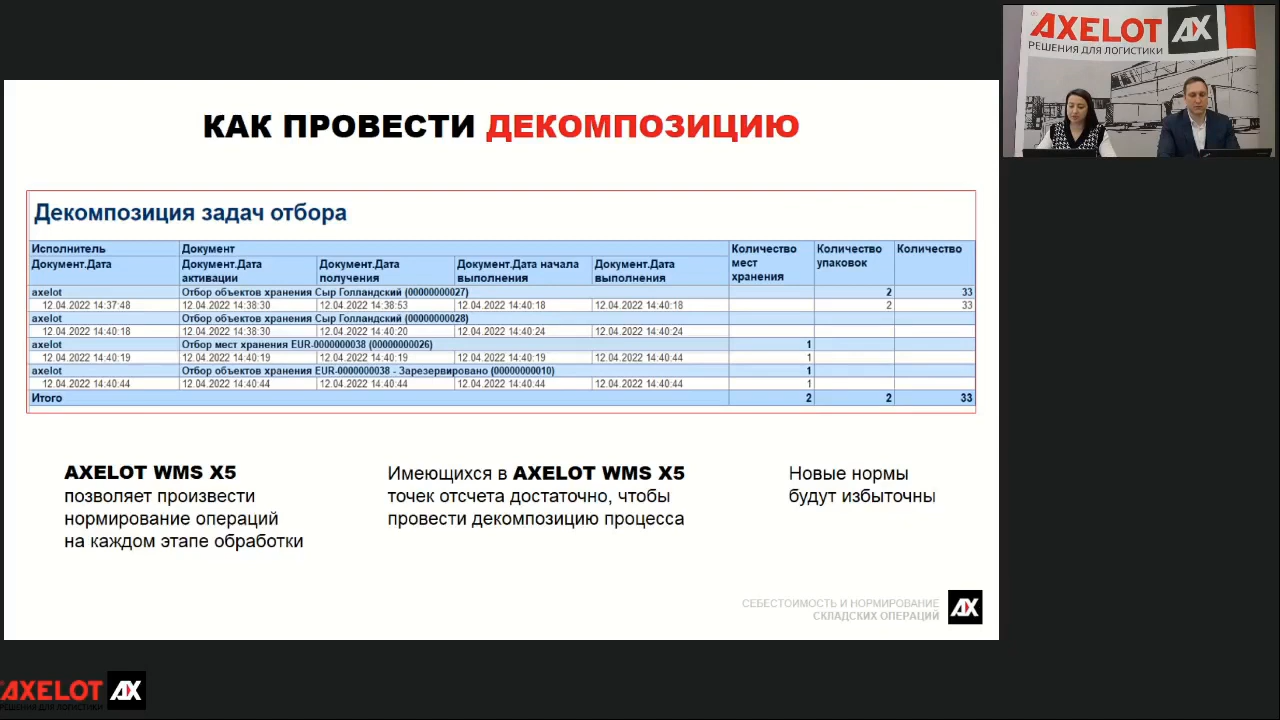 КАК ПРОВЕСТИ ДЕКОМПОЗИЦИЮ
Декомпозиция задач отбора
Исполнитель Документ Количество мест хранения Количество упаковок Количество
Документ.Дата Документ.Дата активации Документ.Дата получения Документ.Дата начала выполнения Документ.Дата выполнения
axelot Отбор объектов хранения Сыр Голландский (00000000027) 2 33
12.04.2022 14:37:48 12.04.2022 14:38:30 12.04.2022 14:38:53 12.04.2022 14:40:18 12.04.2022 14:40:18 2 33
axelot Отбор объектов хранения Сыр Голландский (00000000028)
12.04.2022 14:40:18 12.04.2022 14:38:30 12.04.2022 14:40:20 12.04.2022 14:40:24 12.04.2022 14:40:24
axelot Отбор мест хранения EUR-0000000038 (00000000026) 1
12.04.2022 14:40:19 12.04.2022 14:40:19 12.04.2022 14:40:19 12.04.2022 14:40:19 12.04.2022 14:40:44 1
axelot Отбор объектов хранения EUR-0000000038 - Зарезервировано (00000000010) 1
12.04.2022 14:40:44 12.04.2022 14:40:44 12.04.2022 14:40:44 12.04.2022 14:40:44 12.04.2022 14:40:44 1
Итого 2 2 33
AXELOT WMS X5
позволяет произвести
нормирование операций
на каждом этапе обработки
Имеющихся в AXELOT WMS X5
точек отсчета достаточно, чтобы
провести декомпозицию процесса
Новые нормы
будут избыточны
СЕБЕСТОИМОСТЬ И НОРМИРОВАНИЕ
СКЛАДСКИХ ОПЕРАЦИЙ
AX
AXELOT AX
РЕШЕНИЯ ДЛЯ ЛОГИСТИКИ
AXELOT AX
РЕШЕНИЯ ДЛЯ ЛОГИСТИКИ